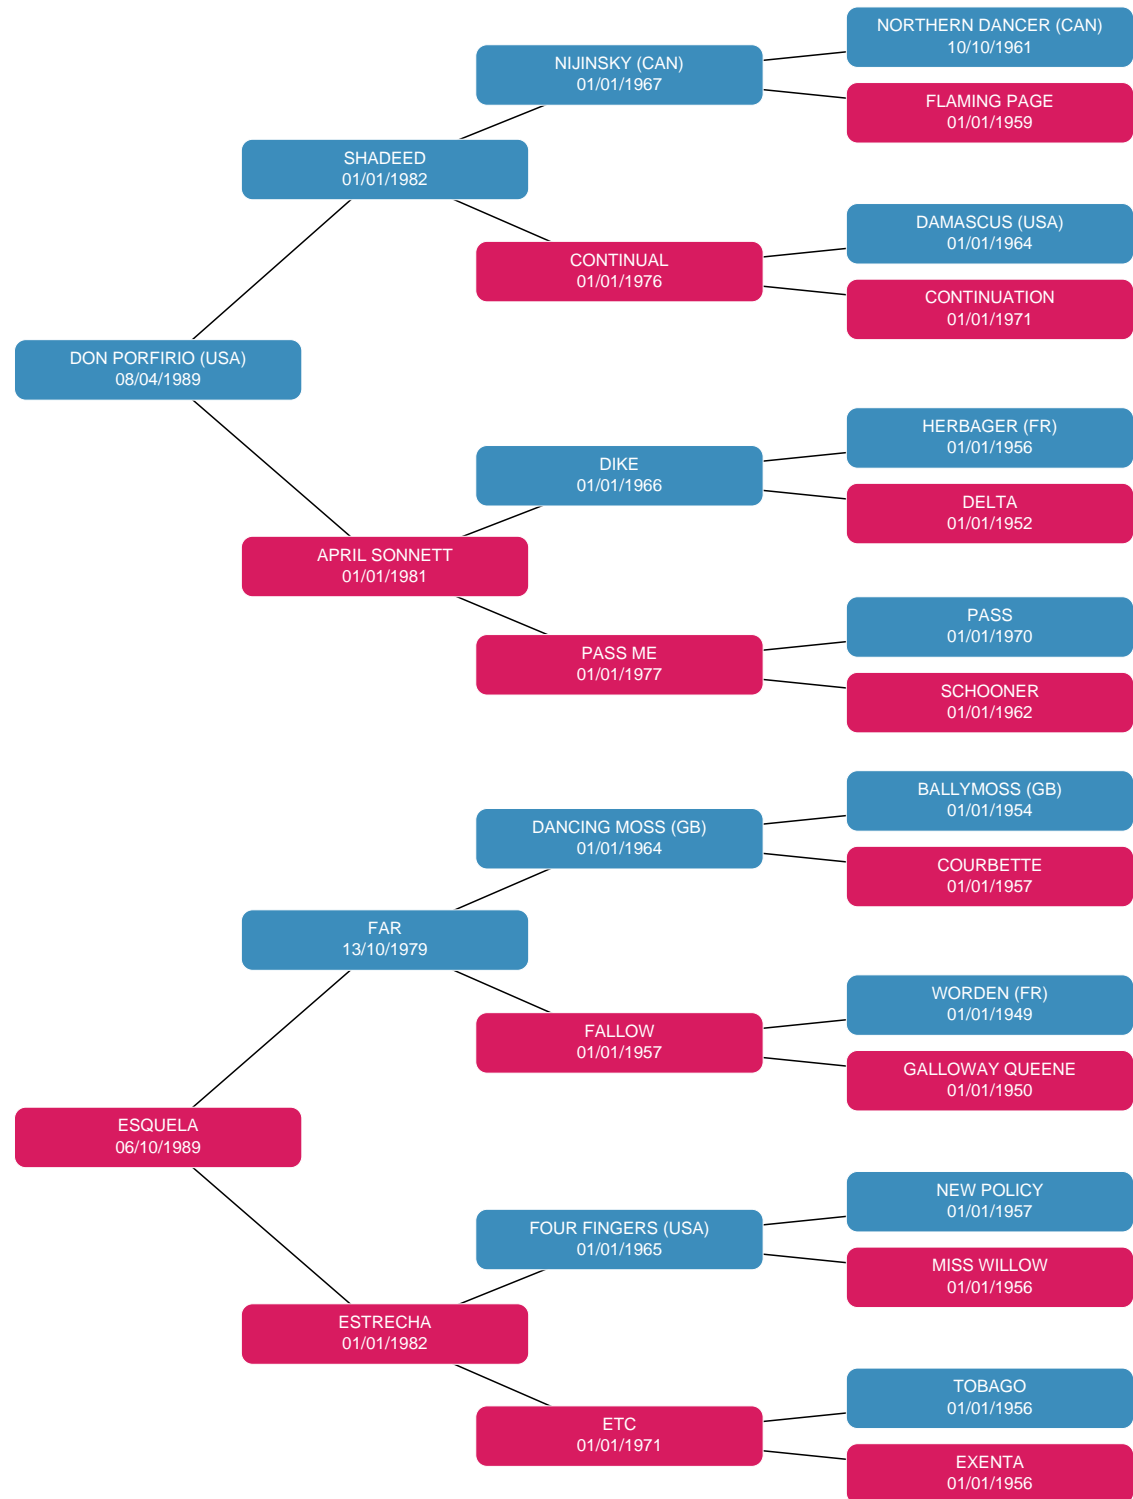 NORTHERN DANCER (CAN)
10/10/1961
NIJINSKY (CAN)
01/01/1967
FLAMING PAGE
01/01/1959
SHADEED
01/01/1982
DAMASCUS (USA)
01/01/1964
CONTINUAL
01/01/1976
CONTINUATION
01/01/1971
DON PORFIRIO (USA)
08/04/1989
HERBAGER (FR)
01/01/1956
DIKE
01/01/1966
DELTA
01/01/1952
APRIL SONNETT
01/01/1981
PASS
01/01/1970
PASS ME
01/01/1977
SCHOONER
01/01/1962
BALLYMOSS (GB)
01/01/1954
DANCING MOSS (GB)
01/01/1964
COURBETTE
01/01/1957
FAR
13/10/1979
WORDEN (FR)
01/01/1949
FALLOW
01/01/1957
GALLOWAY QUEENE
01/01/1950
ESQUELA
06/10/1989
NEW POLICY
01/01/1957
FOUR FINGERS (USA)
01/01/1965
MISS WILLOW
01/01/1956
ESTRECHA
01/01/1982
TOBAGO
01/01/1956
ETC
01/01/1971
EXENTA
01/01/1956